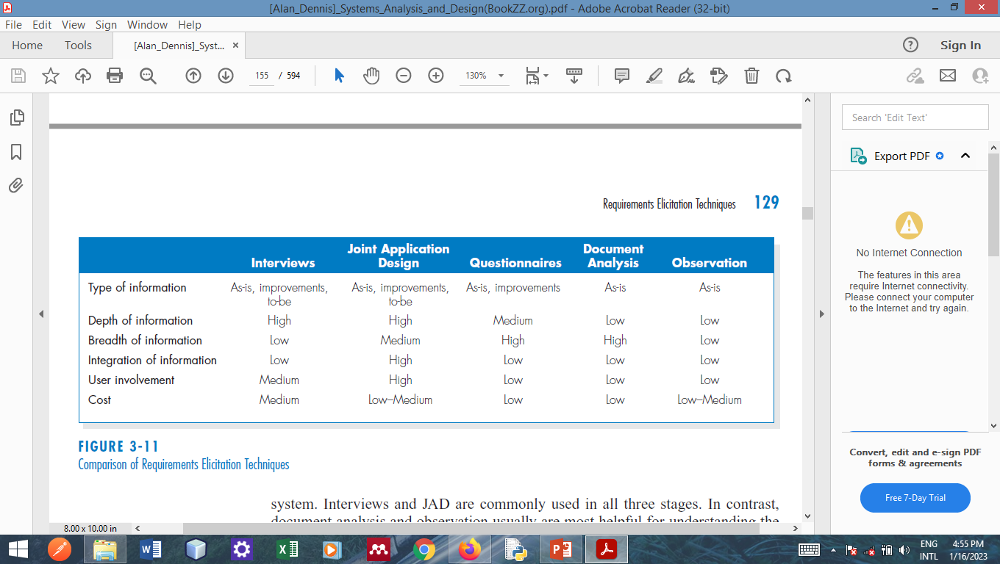 [Alan_Dennis]_Systems_Analysis_and_Design(BookZZ.org).pdf - Adobe Acrobat Reader (32-bit)
File Edit View Sign Window Help
Home Tools [Alan_Dennis]_Syst... × Sign In
155 / 594 130%
Search 'Edit Text'
Export PDF
No Internet Connection
The features in this area
require Internet connectivity.
Please connect your computer
to the Internet and try again.
Convert, edit and e-sign PDF
forms & agreements
Free 7-Day Trial
Requirements Elicitation Techniques 129
Joint Application Document
Interviews Design Questionnaires Analysis Observation
Type of information As-is, improvements, As-is, improvements, As-is, improvements As-is As-is
to-be to-be
Depth of information High High Medium Low Low
Breadth of information Low Medium High High Low
Integration of information Low High Low Low Low
User involvement Medium High Low Low Low
Cost Medium Low–Medium Low Low Low–Medium
FIGURE 3-11
Comparison of Requirements Elicitation Techniques
system. Interviews and JAD are commonly used in all three stages. In contrast,
document analysis and observation usually are most helpful for understanding the
8.00 x 10.00 in
ENG 4:55 PM
INTL 1/16/2023